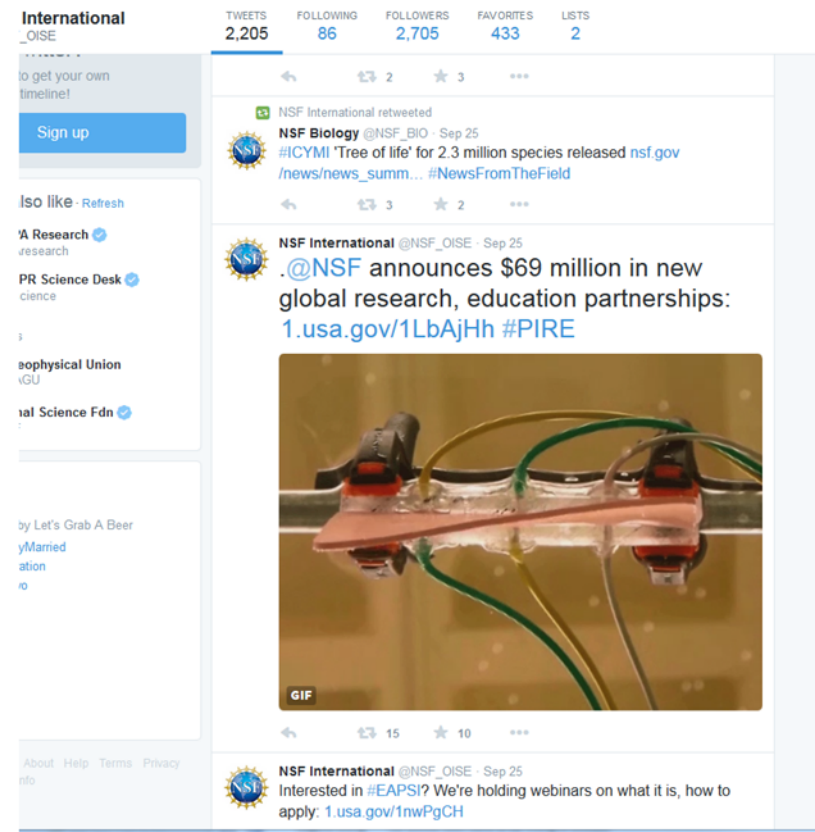 International
TWEETS FOLLOWING FOLLOWERS FAVORITES LISTS
_OISE
2,205 86 2,705 433 2
to get your own
timeline!
Sign up
2 3
NSF International retweeted
NSF Biology @NSF_BIO · Sep 25
#ICYMI 'Tree of life' for 2.3 million species released nsf.gov
/news/news_summ... #NewsFromTheField
3 2
lso like · Refresh
A Research
research
PR Science Desk
cience
eophysical Union
AGU
nal Science Fdn
NSF International @NSF_OISE · Sep 25
.@NSF announces $69 million in new
global research, education partnerships:
1.usa.gov/1LbAjHh #PIRE
GIF
15 10
by Let's Grab A Beer
yMarried
ation
vo
About Help Terms Privacy
nfo
NSF International @NSF_OISE · Sep 25
Interested in #EAPSI? We're holding webinars on what it is, how to
apply: 1.usa.gov/1nwPgCH